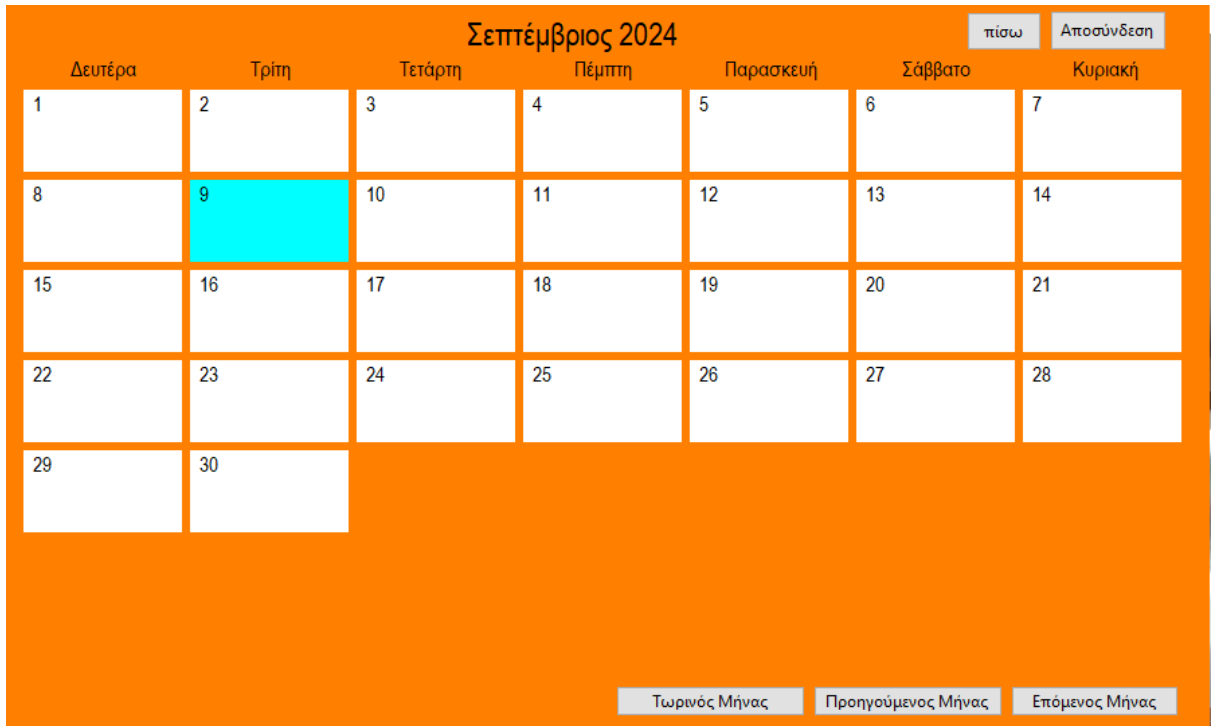 Σεπτέμβριος 2024 πίσω Αποσύνδεση
Δευτέρα Τρίτη Τετάρτη Πέμπτη Παρασκευή Σάββατο Κυριακή
1 2 3 4 5 6 7
8 9 10 11 12 13 14
15 16 17 18 19 20 21
22 23 24 25 26 27 28
29 30
Τωρινός Μήνας Προηγούμενος Μήνας Επόμενος Μήνας